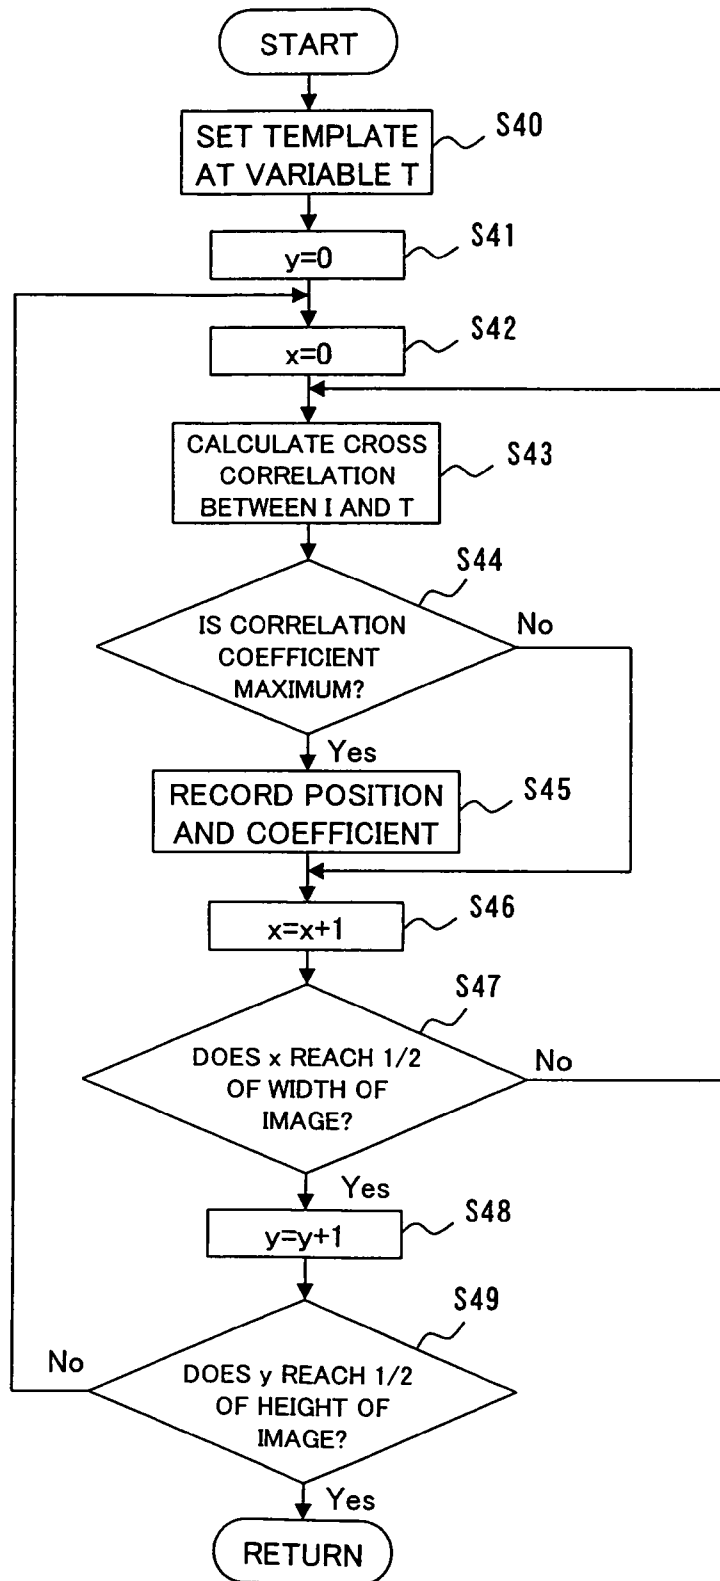 START
SET TEMPLATE
AT VARIABLE T
S40
y=0
S41
x=0
S42
CALCULATE CROSS
CORRELATION
BETWEEN I AND T
S43
S44
IS CORRELATION
COEFFICIENT
MAXIMUM?
No
Yes
RECORD POSITION
AND COEFFICIENT
S45
x=x+1
S46
S47
DOES x REACH 1/2
OF WIDTH OF
IMAGE?
No
Yes
y=y+1
S48
S49
No
DOES y REACH 1/2
OF HEIGHT OF
IMAGE?
Yes
RETURN